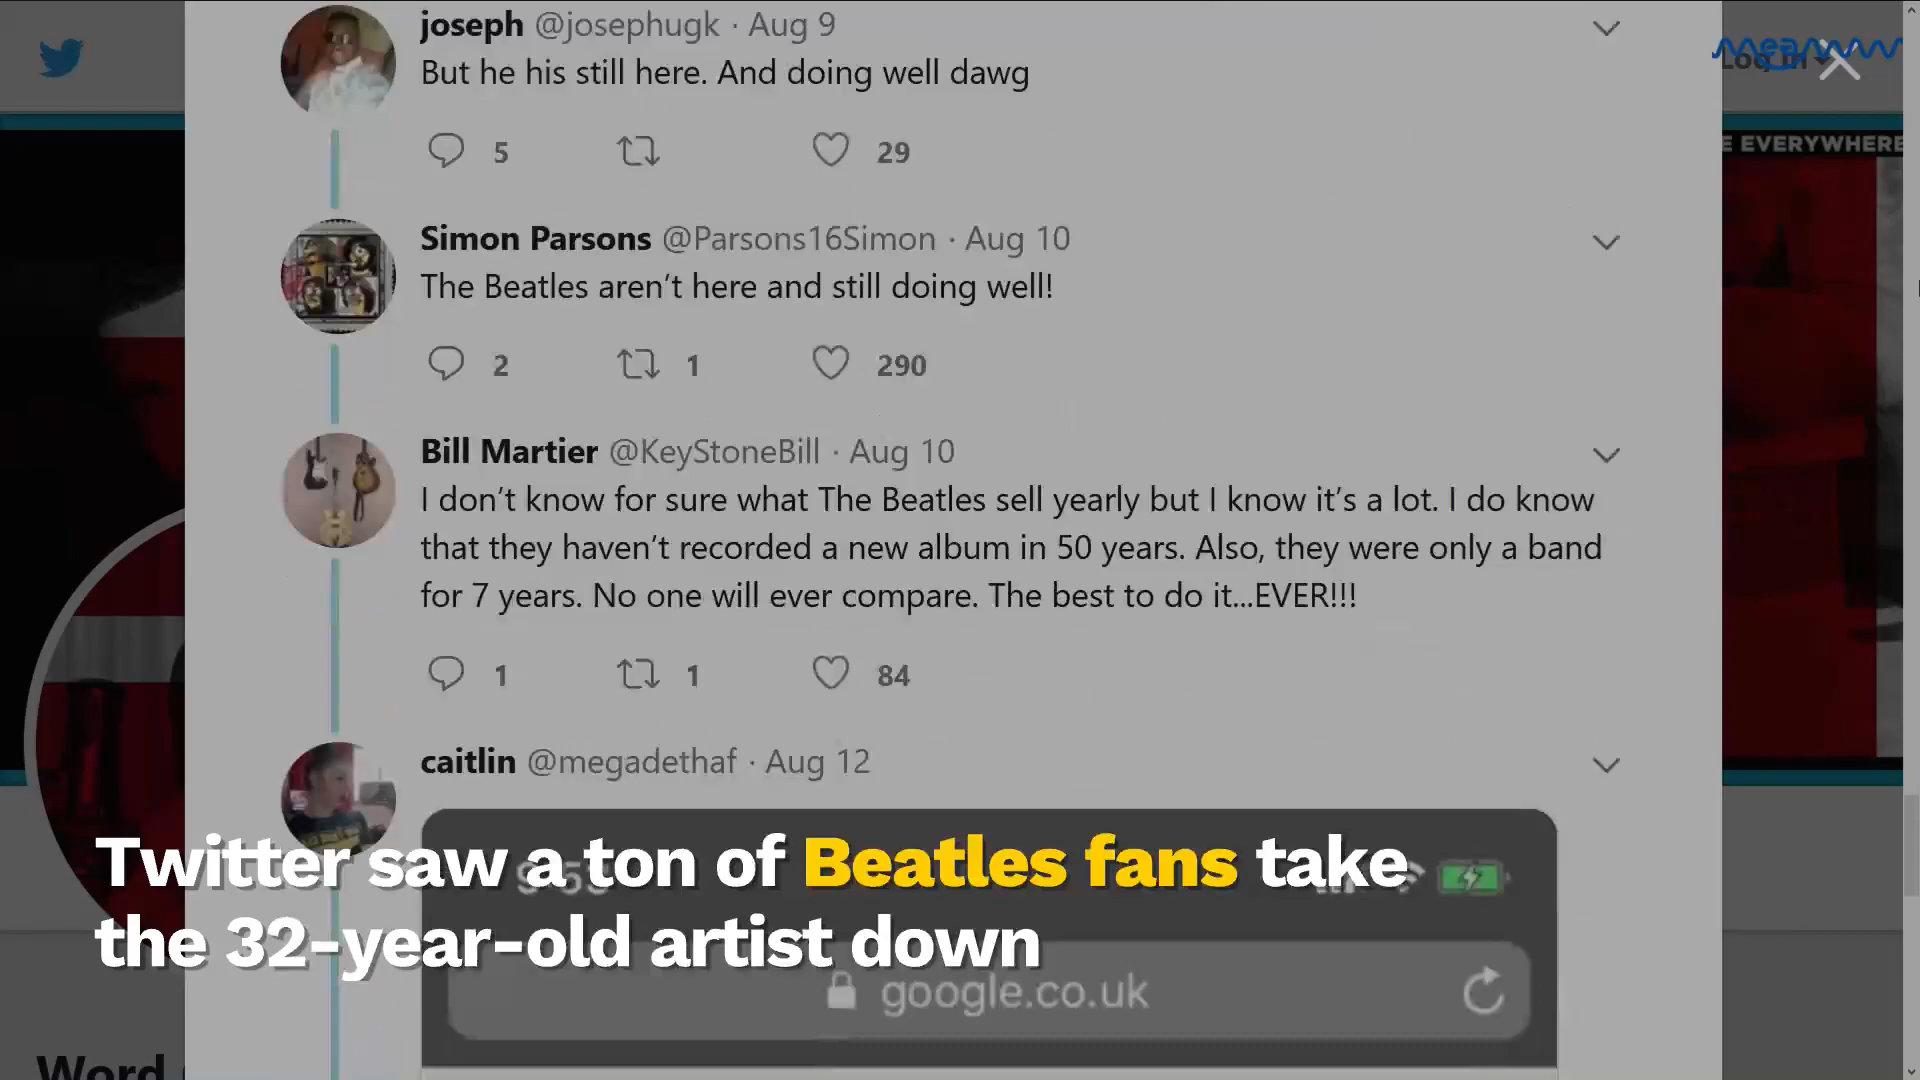 joseph @josephugk · Aug 9
But he his still here. And doing well dawg
5 29
Log in
E EVERYWHERE
Simon Parsons @Parsons16Simon · Aug 10
The Beatles aren't here and still doing well!
2 1 290
Bill Martier @KeyStoneBill · Aug 10
I don't know for sure what The Beatles sell yearly but I know it's a lot. I do know
that they haven't recorded a new album in 50 years. Also, they were only a band
for 7 years. No one will ever compare. The best to do it...EVER!!!
1 1 84
caitlin @megadethaf · Aug 12
Twitter saw a ton of Beatles fans take
the 32-year-old artist down
google.co.uk
Word